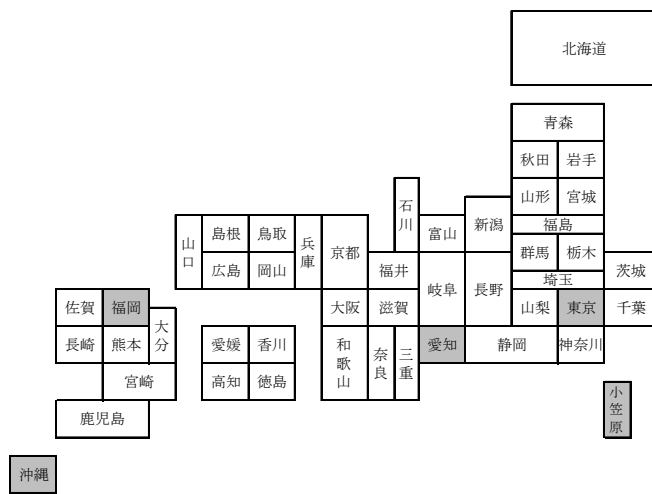 北海道
青森
秋田 岩手
石川
山形 宮城
山口 島根 鳥取 兵庫 京都 富山 新潟 福島
広島 岡山 福井 岐阜 長野 群馬 栃木
埼玉 茨城
佐賀 福岡 大分 大阪 滋賀 山梨 東京 千葉
長崎 熊本 愛媛 香川 和歌山 奈良 三重 愛知 静岡 神奈川
宮崎 高知 徳島
小笠原
鹿児島
沖縄